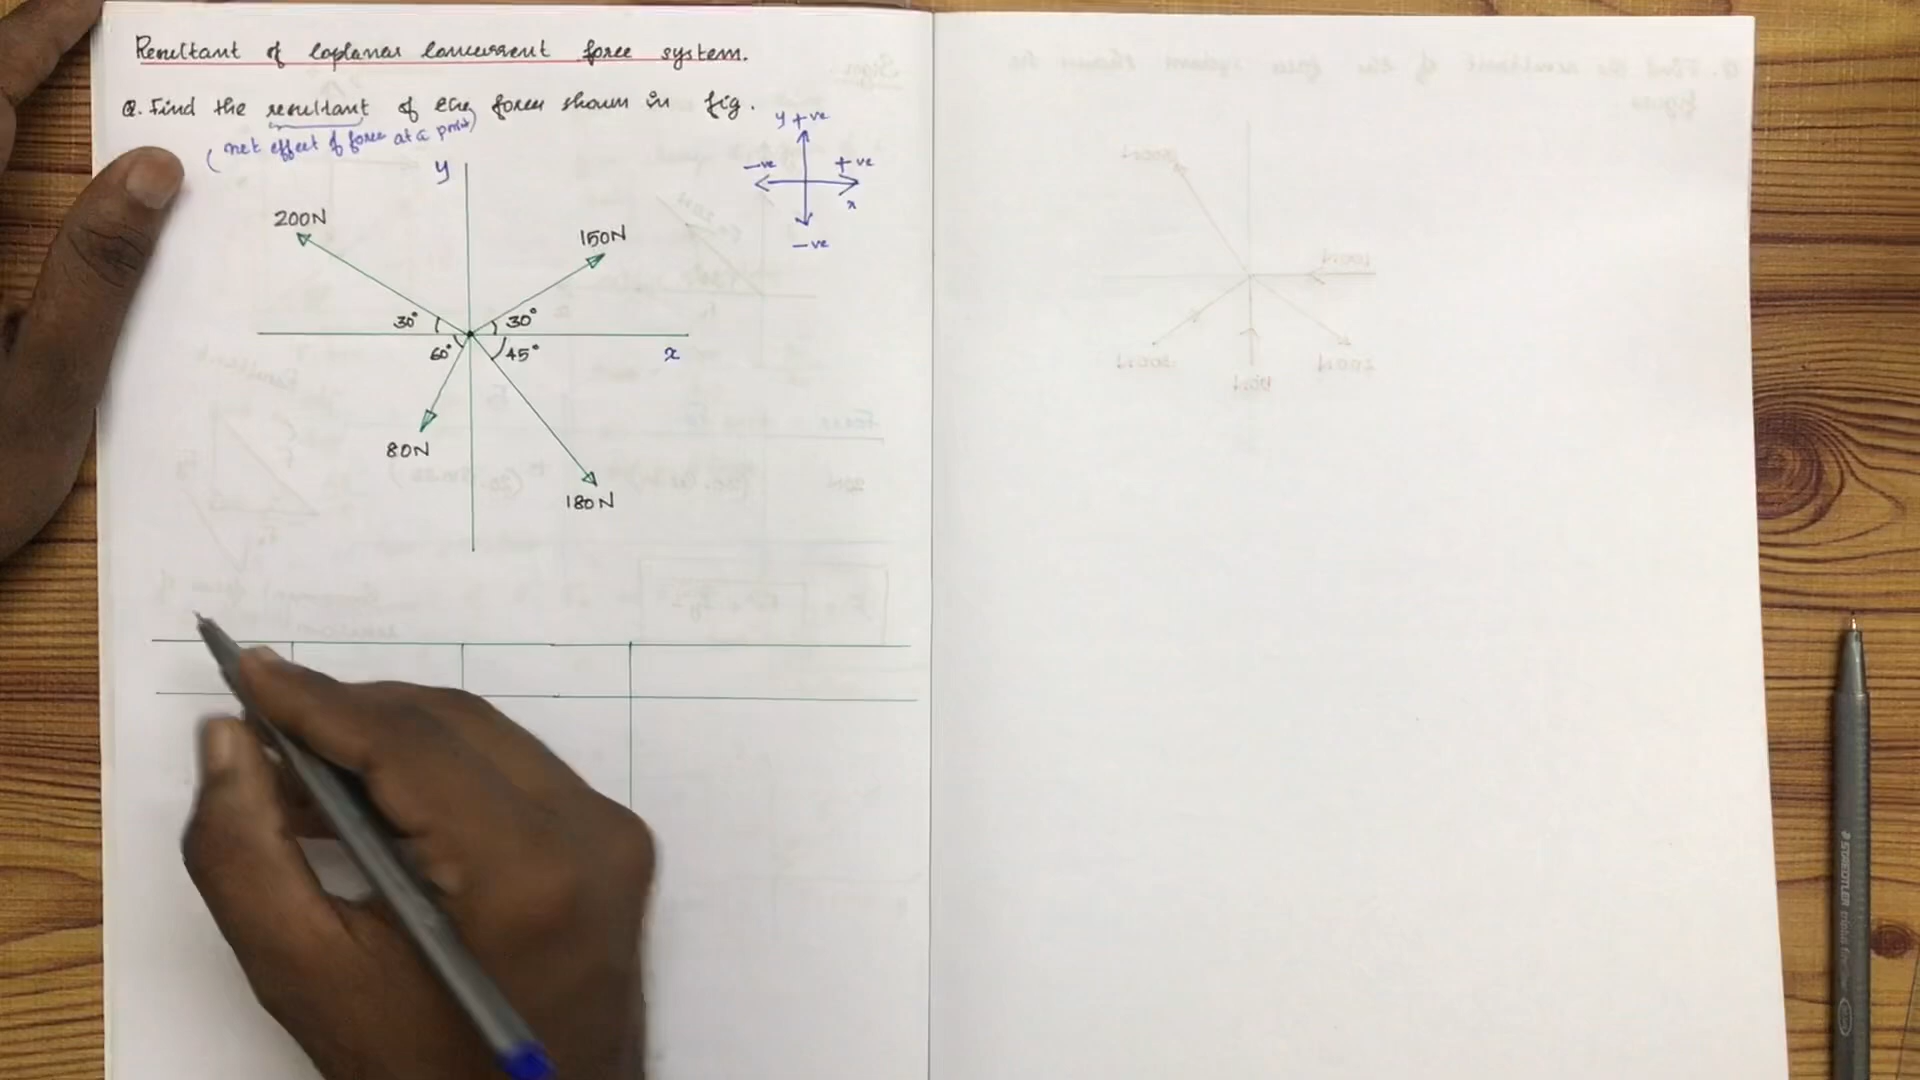 Resultant of coplanar concurrent force system.
Q. Find the resultant of the forces shown in fig.
(net effect of force at a point)
y
y +ve
-ve
+ve
x
-ve
200N
150N
30°
30°
60°
45°
x
80N
180N
STAEDTLER